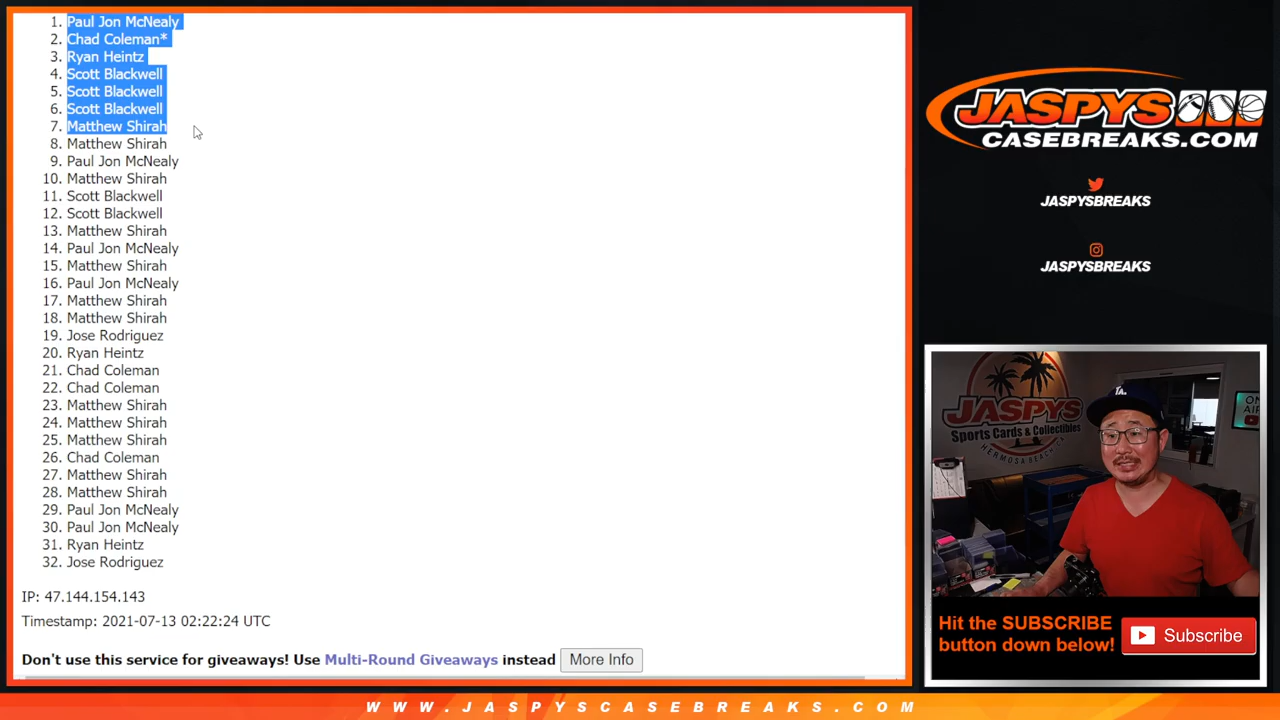 1. Paul Jon McNealy
2. Chad Coleman*
3. Ryan Heintz
4. Scott Blackwell
5. Scott Blackwell
6. Scott Blackwell
7. Matthew Shirah
8. Matthew Shirah
9. Paul Jon McNealy
10. Matthew Shirah
11. Scott Blackwell
12. Scott Blackwell
13. Matthew Shirah
14. Paul Jon McNealy
15. Matthew Shirah
16. Paul Jon McNealy
17. Matthew Shirah
18. Matthew Shirah
19. Jose Rodriguez
20. Ryan Heintz
21. Chad Coleman
22. Chad Coleman
23. Matthew Shirah
24. Matthew Shirah
25. Matthew Shirah
26. Chad Coleman
27. Matthew Shirah
28. Matthew Shirah
29. Paul Jon McNealy
30. Paul Jon McNealy
31. Ryan Heintz
32. Jose Rodriguez
IP: 47.144.154.143
Timestamp: 2021-07-13 02:22:24 UTC
Don't use this service for giveaways! Use Multi-Round Giveaways instead More Info
JASPYS
CASEBREAKS.COM
JASPYSBREAKS
JASPYSBREAKS
JASPYS
Sports Cards & Collectibles
HERMOSA BEACH, CA
ON
AIR
Hit the SUBSCRIBE
button down below!
Subscribe
WWW.JASPYSCASEBREAKS.COM